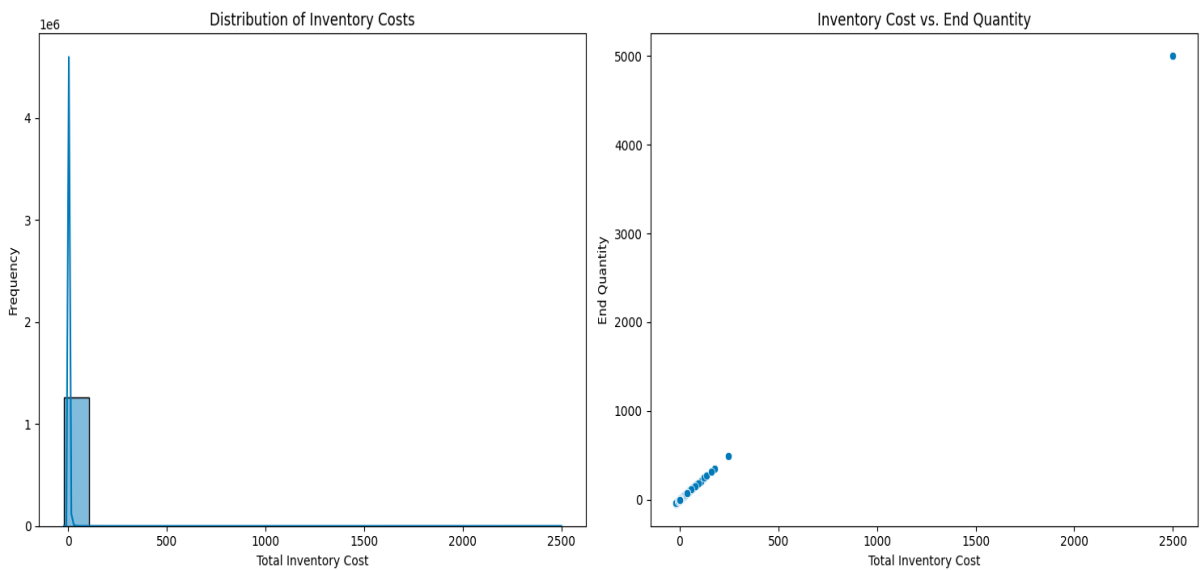 Distribution of Inventory Costs
1e6
4
3
2
1
0
Frequency
0 500 1000 1500 2000 2500
Total Inventory Cost
Inventory Cost vs. End Quantity
5000
4000
3000
2000
1000
0
End Quantity
0 500 1000 1500 2000 2500
Total Inventory Cost